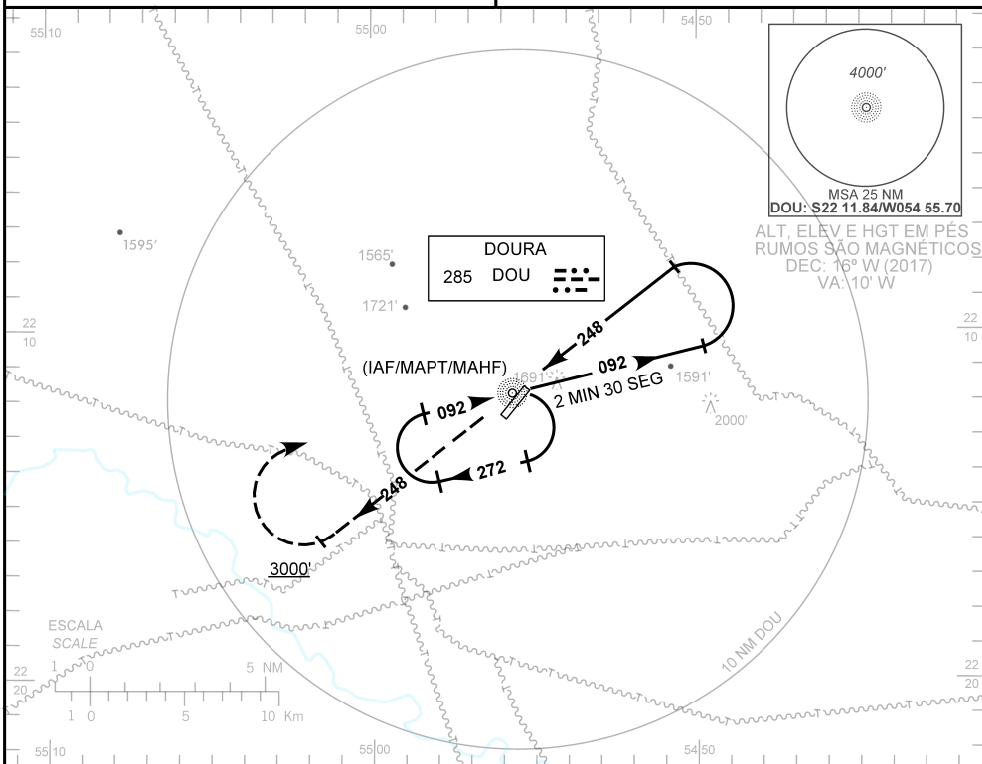 55 10
55 00
54 50
4000'
MSA 25 NM
DOU: S22 11.84/W054 55.70
ALT, ELEV E HGT EM PÉS
RUMOS SÃO MAGNÉTICOS
DEC: 16º W (2017)
VA: 10' W
1595'
1565'
1721'
DOURA
285 DOU
22
10
22
10
248
(IAF/MAPT/MAHF)
1691'
092
2 MIN 30 SEG
1591'
2000'
092
272
248
3000'
10 NM DOU
ESCALA
SCALE
1 0 5 NM
1 0 5 10 Km
22
20
22
20
55 10
55 00
54 50